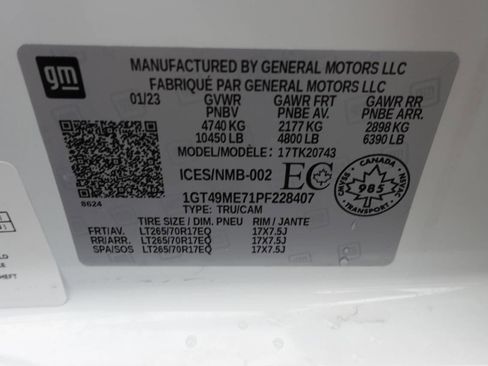 gm
MANUFACTURED BY GENERAL MOTORS LLC
FABRIQUÉ PAR GENERAL MOTORS LLC
01/23 GVWR GAWR FRT GAWR RR
PNBV PNBE AV. PNBE ARR.
4740 KG 2177 KG 2898 KG
10450 LB 4800 LB 6390 LB
MODEL/MODÈLE: 17TK20743
ICES/NMB-002 EC
CANADA
985
8624
1GT49ME71PF228407
TYPE: TRU/CAM
TIRE SIZE / DIM. PNEU RIM / JANTE
FRT/AV. LT265/70R17EQ 17X7.5J
RR/ARR. LT265/70R17EQ 17X7.5J
SPA/SOS LT265/70R17EQ 17X7.5J